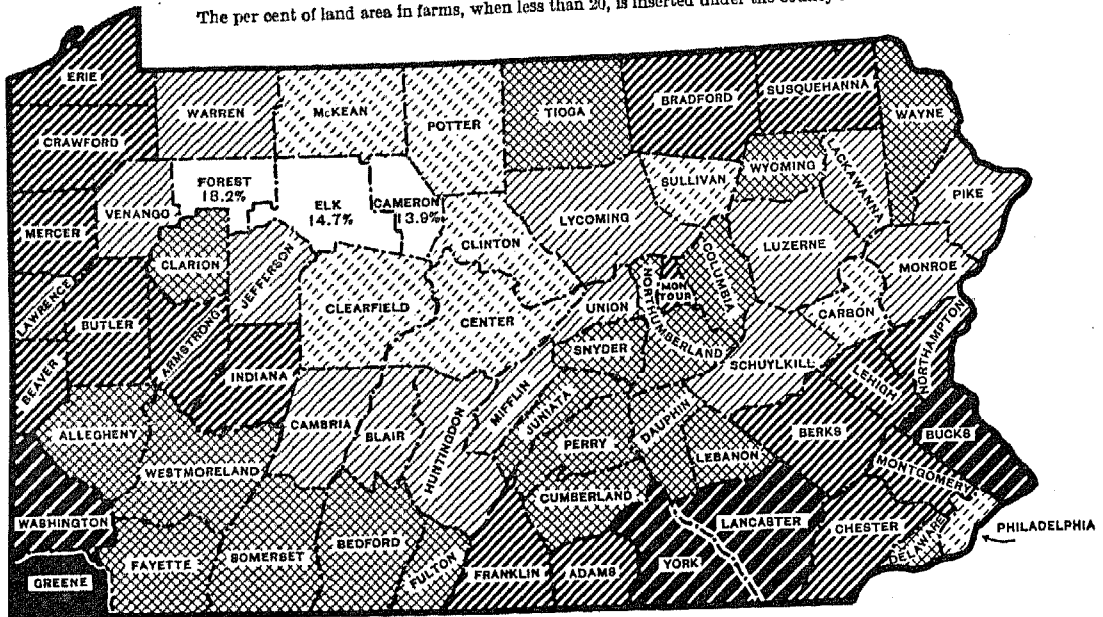 The per cent of land area in farms, when less than 20, is inserted under the county
ERIE
WARREN
McKEAN
POTTER
TIOGA
BRADFORD
SUSQUEHANNA
WAYNE
CRAWFORD
FOREST
18.2%
ELK
14.7%
CAMERON
13.9%
SULLIVAN
WYOMING
LACKAWANNA
PIKE
VENANGO
MERCER
CLARION
JEFFERSON
CLINTON
LYCOMING
COLUMBIA
LUZERNE
MONROE
LAWRENCE
BUTLER
ARMSTRONG
CLEARFIELD
CENTER
UNION
NORTHUMBERLAND
MON
TOUR
CARBON
NORTHAMPTON
BEAVER
INDIANA
SNYDER
SCHUYLKILL
LEHIGH
ALLEGHENY
WESTMORELAND
CAMBRIA
BLAIR
HUNTINGDON
MIFFLIN
JUNIATA
PERRY
DAUPHIN
LEBANON
BERKS
BUCKS
MONTGOMERY
WASHINGTON
CUMBERLAND
LANCASTER
CHESTER
DELAWARE
PHILADELPHIA
GREENE
FAYETTE
SOMERSET
BEDFORD
FULTON
FRANKLIN
ADAMS
YORK